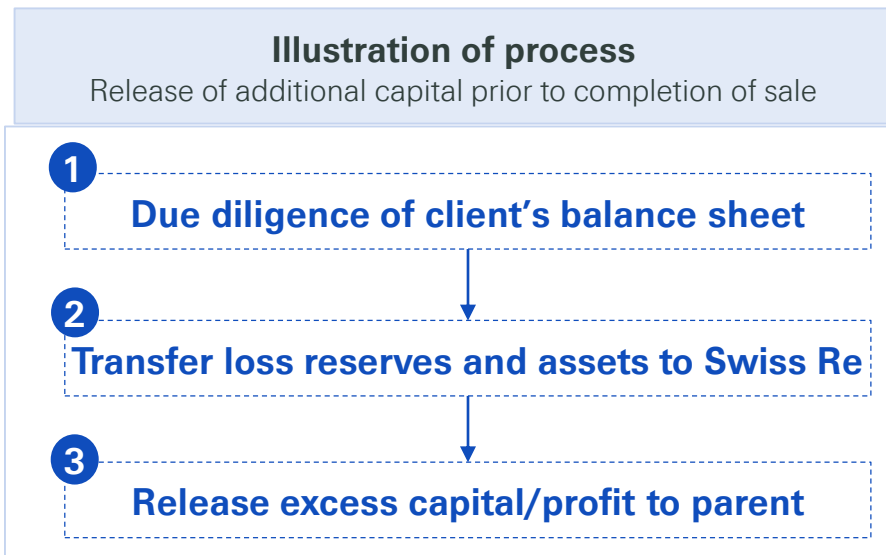 Illustration of process
Release of additional capital prior to completion of sale
1
Due diligence of client's balance sheet
2
Transfer loss reserves and assets to Swiss Re
3
Release excess capital/profit to parent